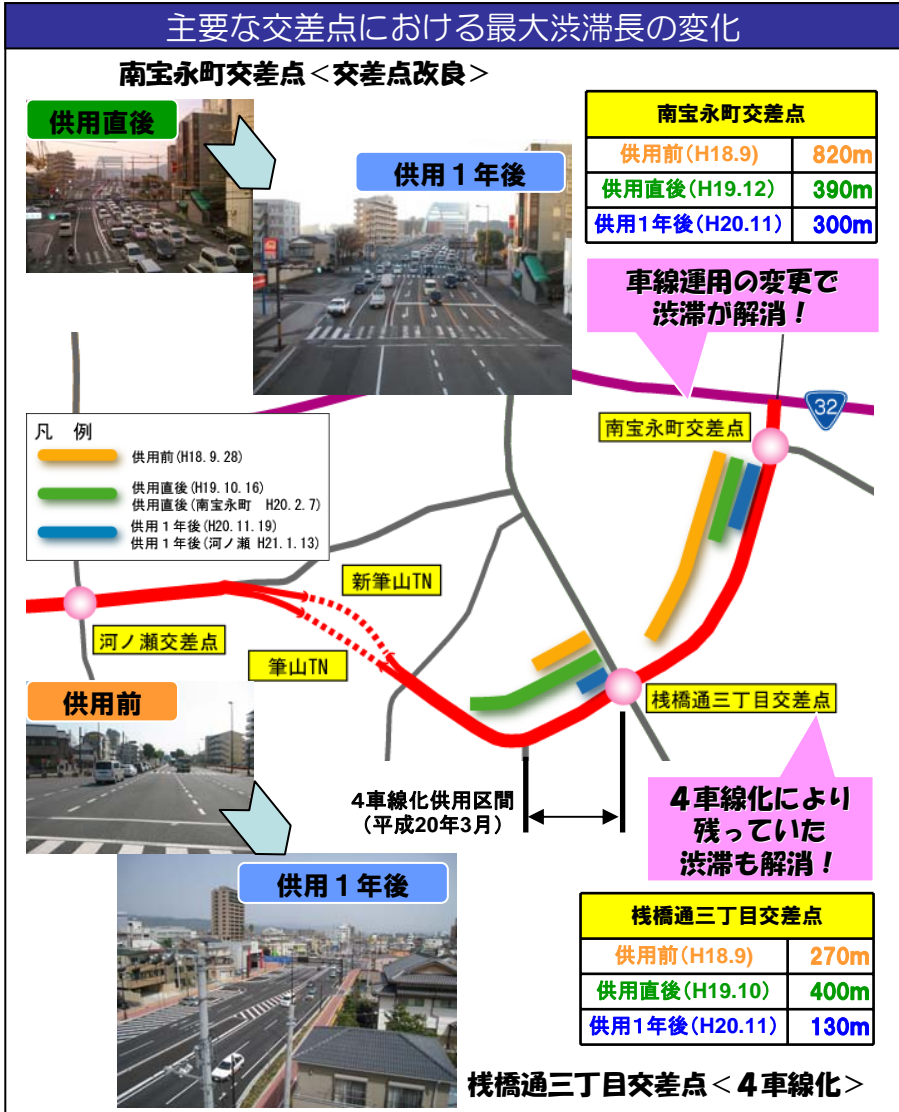 主要な交差点における最大渋滞長の変化
南宝永町交差点＜交差点改良＞
供用直後
供用１年後
南宝永町交差点
供用前(H18.9) 820m
供用直後(H19.12) 390m
供用1年後(H20.11) 300m
車線運用の変更で
渋滞が解消！
32
南宝永町交差点
凡 例
供用前(H18.9.28)
供用直後(H19.10.16)
供用直後(南宝永町 H20.2.7)
供用１年後(H20.11.19)
供用１年後(河ノ瀬 H21.1.13)
新筆山TN
河ノ瀬交差点
筆山TN
桟橋通三丁目交差点
供用前
4車線化供用区間
（平成20年3月）
4車線化により
残っていた
渋滞も解消！
供用１年後
桟橋通三丁目交差点
供用前(H18.9) 270m
供用直後(H19.10) 400m
供用1年後(H20.11) 130m
桟橋通三丁目交差点＜４車線化＞